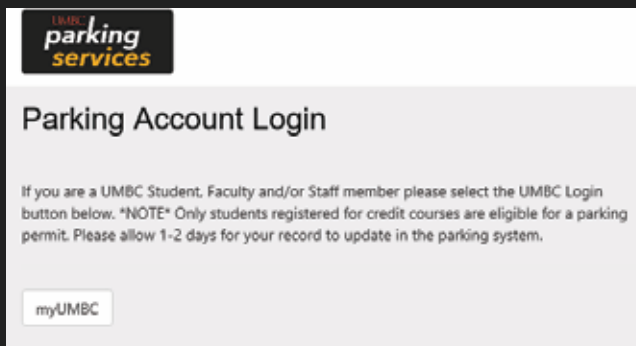 UMBC
parking
services
Parking Account Login
If you are a UMBC Student, Faculty and/or Staff member please select the UMBC Login
button below. *NOTE* Only students registered for credit courses are eligible for a parking
permit. Please allow 1-2 days for your record to update in the parking system.
myUMBC